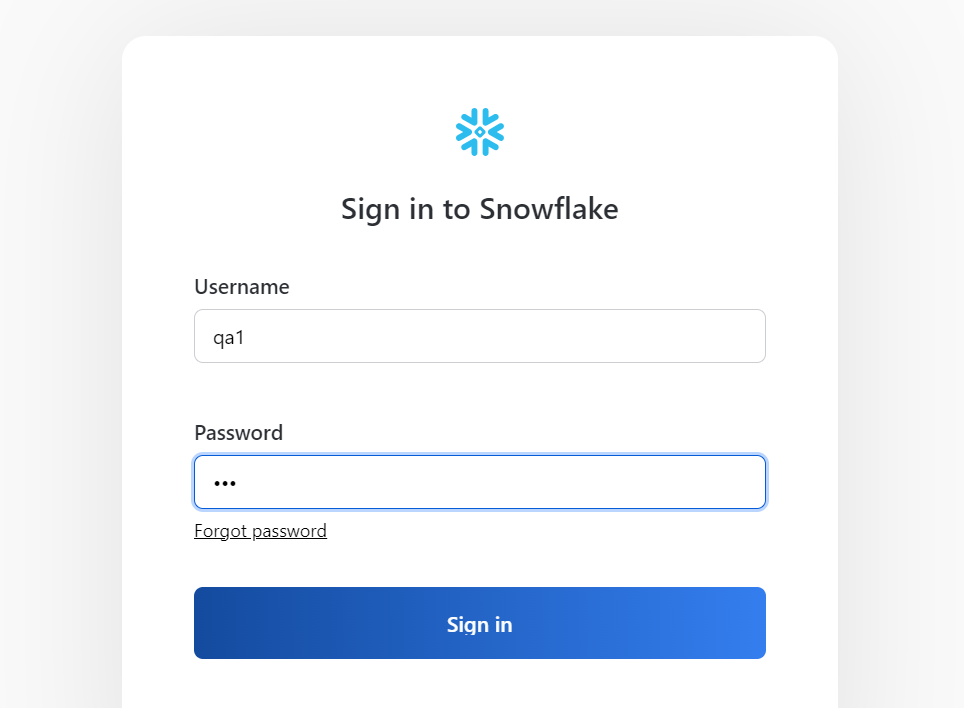 Sign in to Snowflake
Username
qa1
Password
•••
Forgot password
Sign in